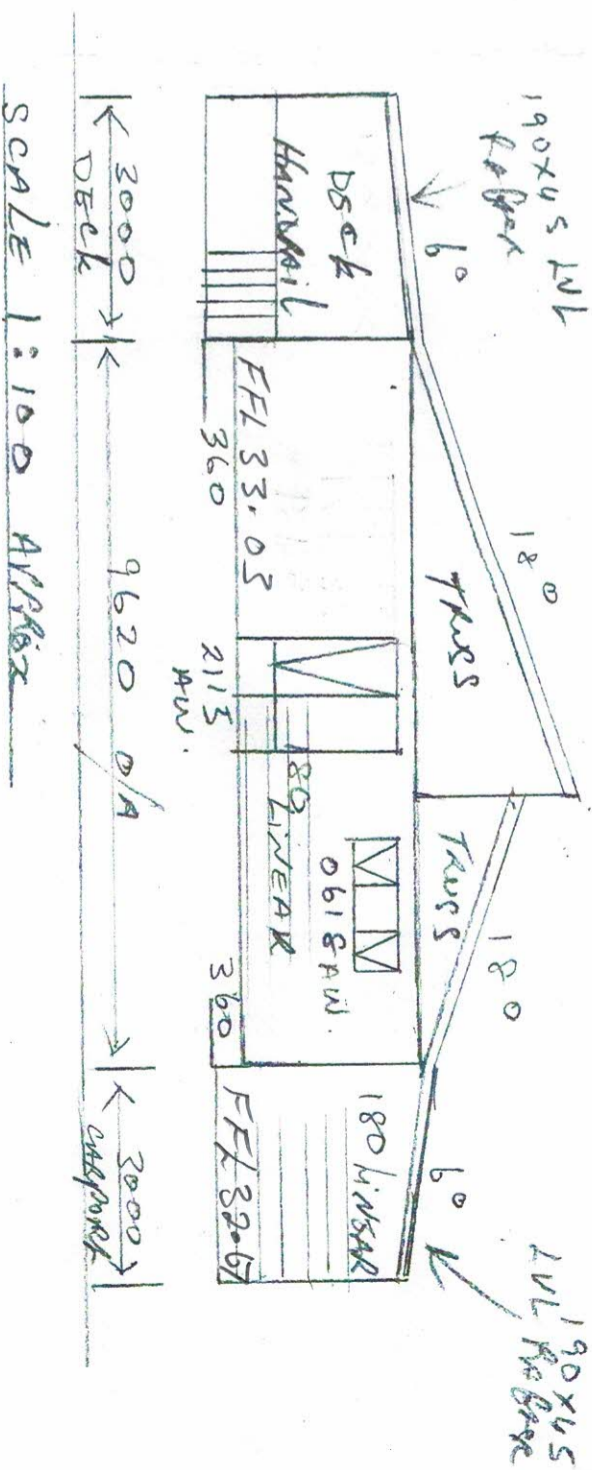 190x45 LVL
Rafter
6°
18°
18°
6°
190x45
LVL Rafter
TRUSS
TRUSS
DECK
HANDRAIL
FFL 33.03
360
2115
AW.
180
LINEAR
0618 AW.
360
180 LINEAR
FFL 32.67
3000
DECK
9620 O/A
3000
CARPORT
SCALE 1:100 APPROX